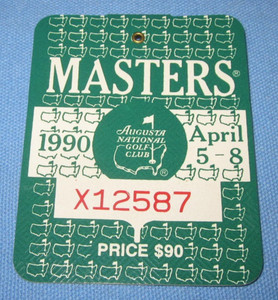 MASTERS®
1990
AUGUSTA
NATIONAL
GOLF
CLUB
®
April
5-8
X12587
PRICE $90